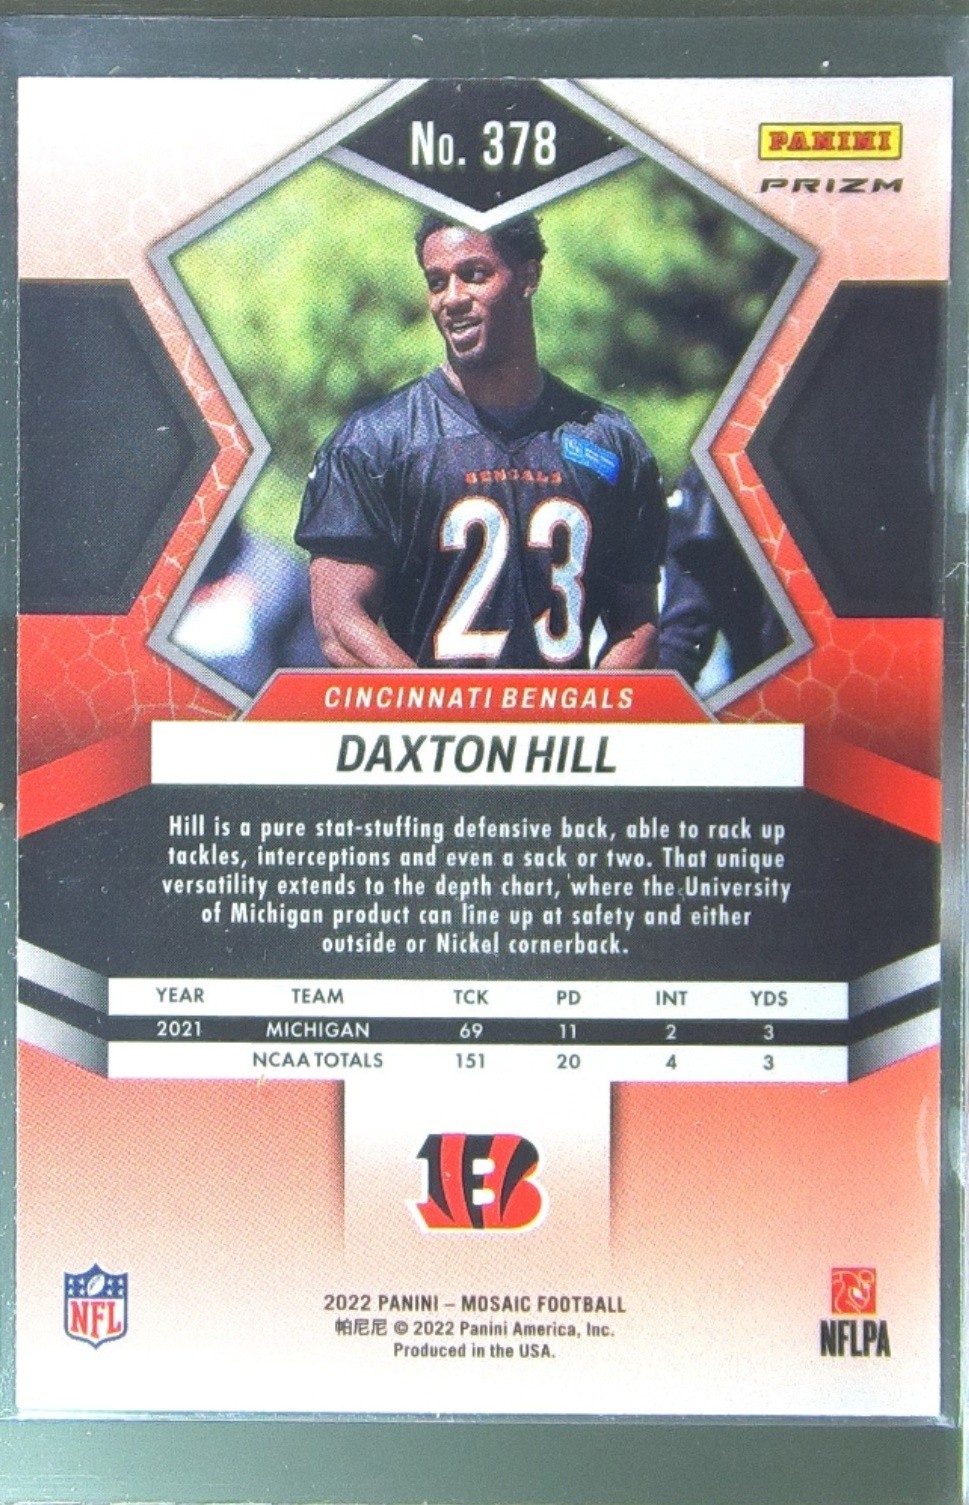 No. 378
PANINI
PRIZM
BENGALS
23
CINCINNATI BENGALS
DAXTON HILL
Hill is a pure stat-stuffing defensive back, able to rack up
tackles, interceptions and even a sack or two. That unique
versatility extends to the depth chart, where the University
of Michigan product can line up at safety and either
outside or Nickel cornerback.
YEAR TEAM TCK PD INT YDS
2021 MICHIGAN 69 11 2 3
NCAA TOTALS 151 20 4 3
B
NFL
2022 PANINI – MOSAIC FOOTBALL
帕尼尼 © 2022 Panini America, Inc.
Produced in the USA.
NFLPA